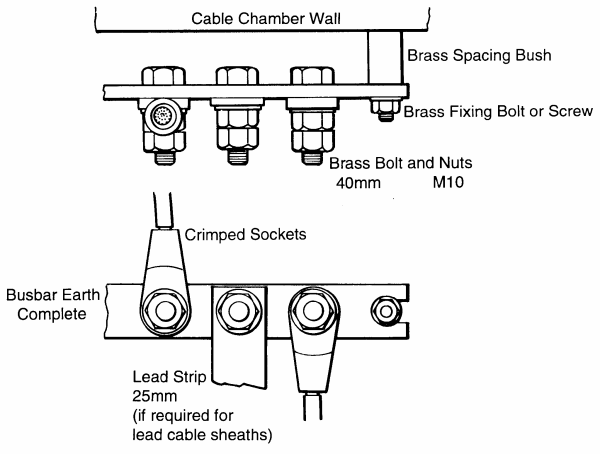 Cable Chamber Wall
Brass Spacing Bush
Brass Fixing Bolt or Screw
Brass Bolt and Nuts
40mm M10
Crimped Sockets
Busbar Earth
Complete
Lead Strip
25mm
(if required for
lead cable sheaths)